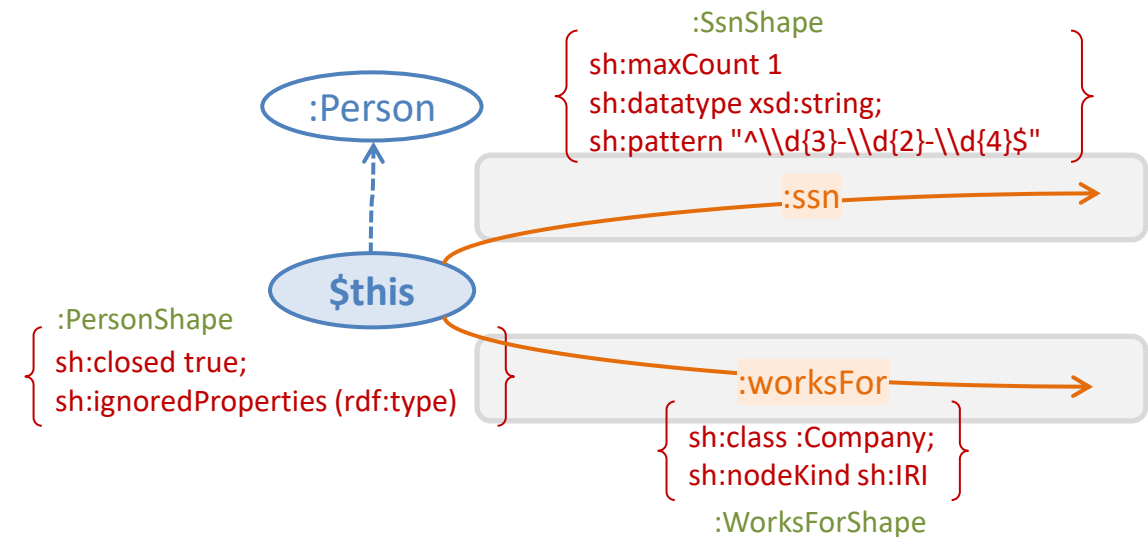 :SsnShape
sh:maxCount 1
sh:datatype xsd:string;
sh:pattern "^\\d{3}-\\d{2}-\\d{4}$"
:Person
:ssn
$this
:PersonShape
sh:closed true;
sh:ignoredProperties (rdf:type)
:worksFor
sh:class :Company;
sh:nodeKind sh:IRI
:WorksForShape